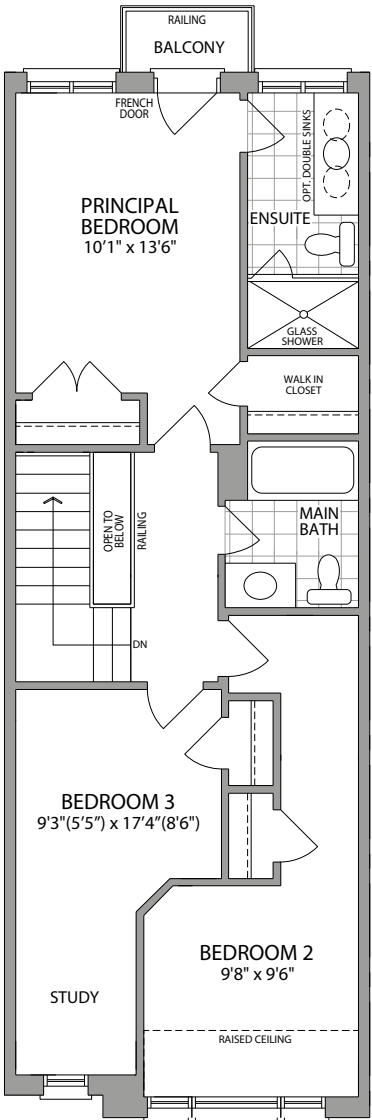 RAILING
BALCONY
FRENCH
DOOR
OPT. DOUBLE SINKS
PRINCIPAL
BEDROOM
10'1" x 13'6"
ENSUITE
GLASS
SHOWER
WALK IN
CLOSET
OPEN TO
BELOW
RAILING
MAIN
BATH
DN
BEDROOM 3
9'3"(5'5") x 17'4"(8'6")
BEDROOM 2
9'8" x 9'6"
STUDY
RAISED CEILING